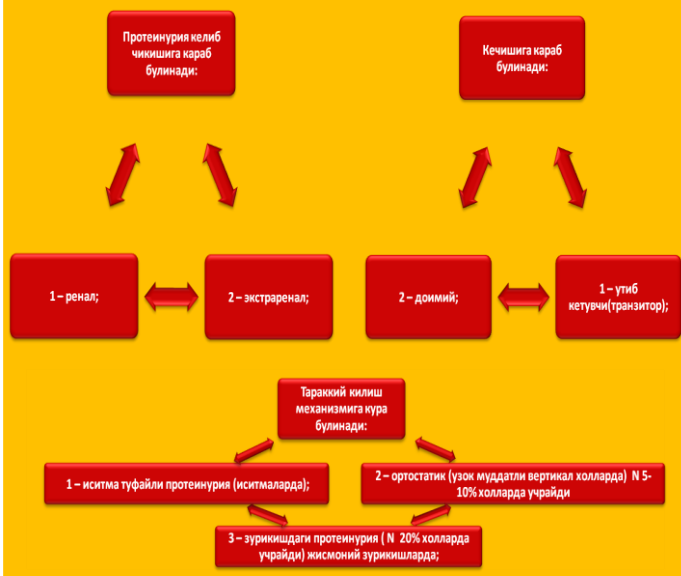 Протеинурия келиб
чикишига караб
булинади:
Кечишига караб
булинади:
1 – ренал;
2 – экстраренал;
2 – доимий;
1 – утиб
кетувчи(транзитор);
Тараккий килиш
механизмига кура
булинади:
1 – иситма туфайли протеинурия (иситмаларда);
2 – ортостатик (узок муддатли вертикал холларда) N 5-
10% холларда учрайди
3 – зурикишдаги протеинурия ( N 20% холларда
учрайди) жисмоний зурикишларда;